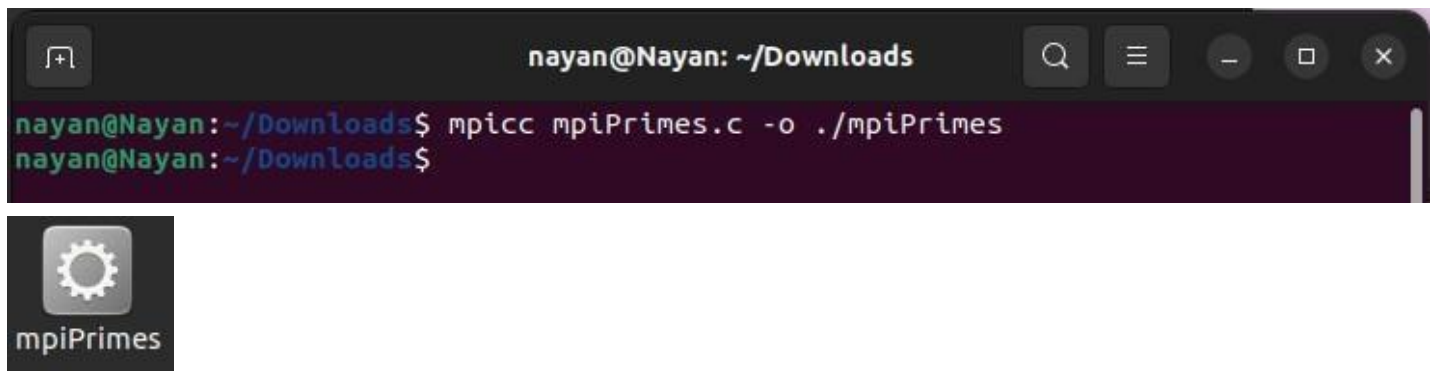 nayan@Nayan: ~/Downloads
nayan@Nayan:~/Downloads$ mpicc mpiPrimes.c -o ./mpiPrimes
nayan@Nayan:~/Downloads$
mpiPrimes